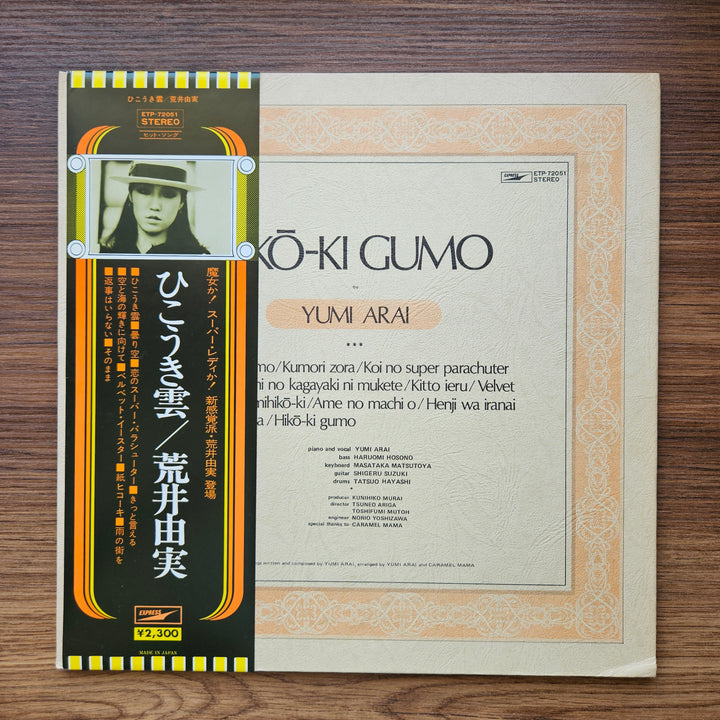 ひこうき雲/荒井由実
ETP-72051
STEREO
ヒット・ソング
魔女か!スーパー・レディか!新感覚派・荒井由実登場
ひこうき雲/荒井由実
■ひこうき雲■曇り空■恋のスーパー・パラシューター■きっと言える
■空と海の輝きに向けて■ベルベット・イースター■紙ヒコーキ■雨の街を
■返事はいらない■そのまま
EXPRESS
¥2,300
MADE IN JAPAN
EXPRESS
ETP-72051
STEREO
KŌ-KI GUMO
by
YUMI ARAI
mo/Kumori zora/Koi no super parachuter
ni no kagayaki ni mukete/Kitto ieru/Velvet
mihikō-ki/Ame no machi o/Henji wa iranai
a/Hikō-ki gumo
piano and vocal YUMI ARAI
bass HARUOMI HOSONO
keyboard MASATAKA MATSUTOYA
guitar SHIGERU SUZUKI
drums TATSUO HAYASHI
producer KUNIHIKO MURAI
director TSUNEO ARIGA
TOSHIFUMI MUTOH
engineer NORIO YOSHIZAWA
special thanks to CARAMEL MAMA
written and composed by YUMI ARAI, arranged by YUMI ARAI and CARAMEL MAMA